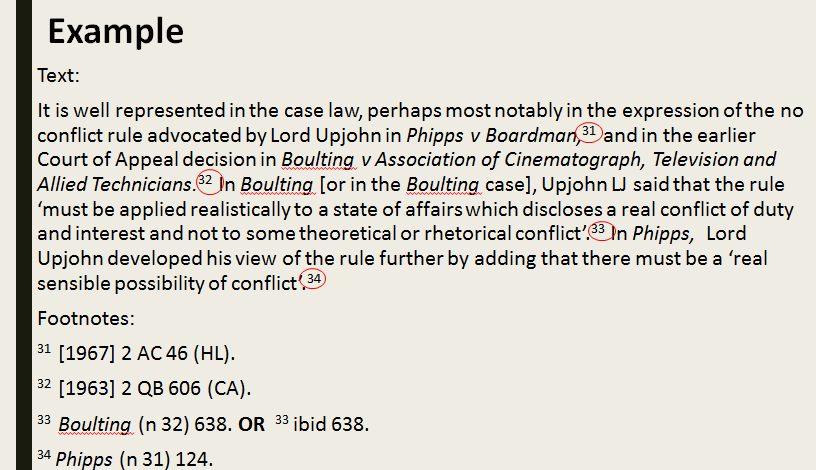 Example
Text:
It is well represented in the case law, perhaps most notably in the expression of the no
conflict rule advocated by Lord Upjohn in Phipps v Boardman,31 and in the earlier
Court of Appeal decision in Boulting v Association of Cinematograph, Television and
Allied Technicians.32 In Boulting [or in the Boulting case], Upjohn LJ said that the rule
‘must be applied realistically to a state of affairs which discloses a real conflict of duty
and interest and not to some theoretical or rhetorical conflict’.33 In Phipps, Lord
Upjohn developed his view of the rule further by adding that there must be a ‘real
sensible possibility of conflict’.34
Footnotes:
31 [1967] 2 AC 46 (HL).
32 [1963] 2 QB 606 (CA).
33 Boulting (n 32) 638. OR 33 ibid 638.
34 Phipps (n 31) 124.